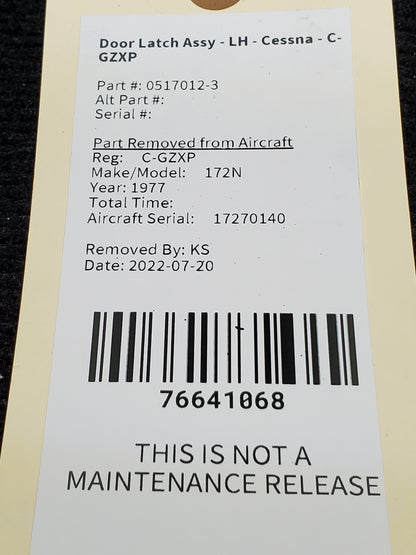 Door Latch Assy - LH - Cessna - C-
GZXP
Part #: 0517012-3
Alt Part #:
Serial #:
Part Removed from Aircraft
Reg: C-GZXP
Make/Model: 172N
Year: 1977
Total Time:
Aircraft Serial: 17270140
Removed By: KS
Date: 2022-07-20
76641068
THIS IS NOT A
MAINTENANCE RELEASE